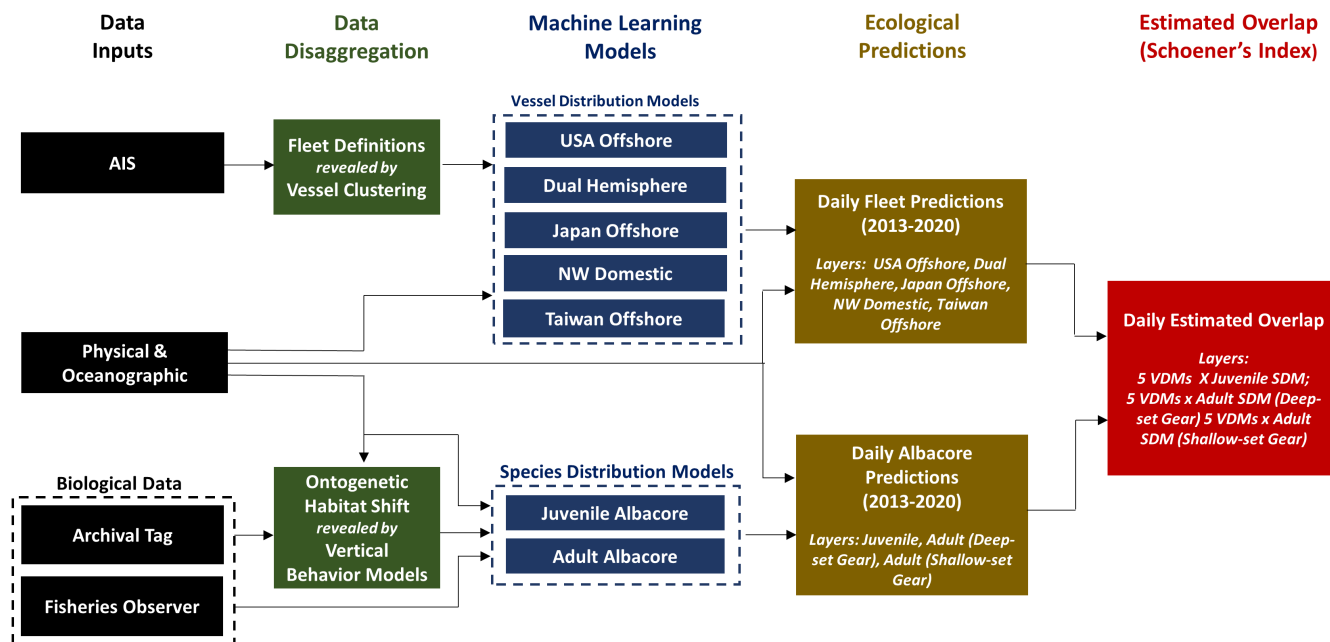 Data
Inputs
Data
Disaggregation
Machine Learning
Models
Ecological
Predictions
Estimated Overlap
(Schoener's Index)
AIS
Fleet Definitions
revealed by
Vessel Clustering
Vessel Distribution Models
USA Offshore
Dual Hemisphere
Japan Offshore
NW Domestic
Taiwan Offshore
Daily Fleet Predictions
(2013-2020)
Layers: USA Offshore, Dual
Hemisphere, Japan Offshore,
NW Domestic, Taiwan
Offshore
Physical &
Oceanographic
Daily Estimated Overlap
Layers:
5 VDMs X Juvenile SDM;
5 VDMs x Adult SDM (Deep-
set Gear) 5 VDMs x Adult
SDM (Shallow-set Gear)
Biological Data
Archival Tag
Fisheries Observer
Ontogenetic
Habitat Shift
revealed by
Vertical
Behavior Models
Species Distribution Models
Juvenile Albacore
Adult Albacore
Daily Albacore
Predictions
(2013-2020)
Layers: Juvenile, Adult (Deep-
set Gear), Adult (Shallow-set
Gear)